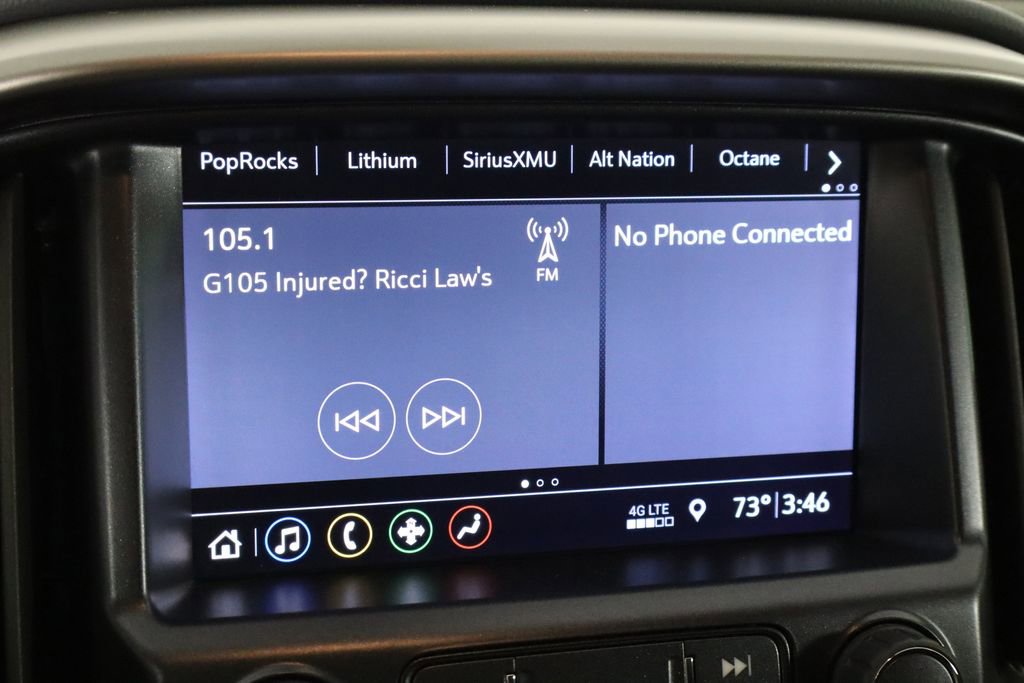 PopRocks Lithium SiriusXMU Alt Nation Octane
105.1
FM
G105 Injured? Ricci Law's
No Phone Connected
4G LTE
73° 3:46